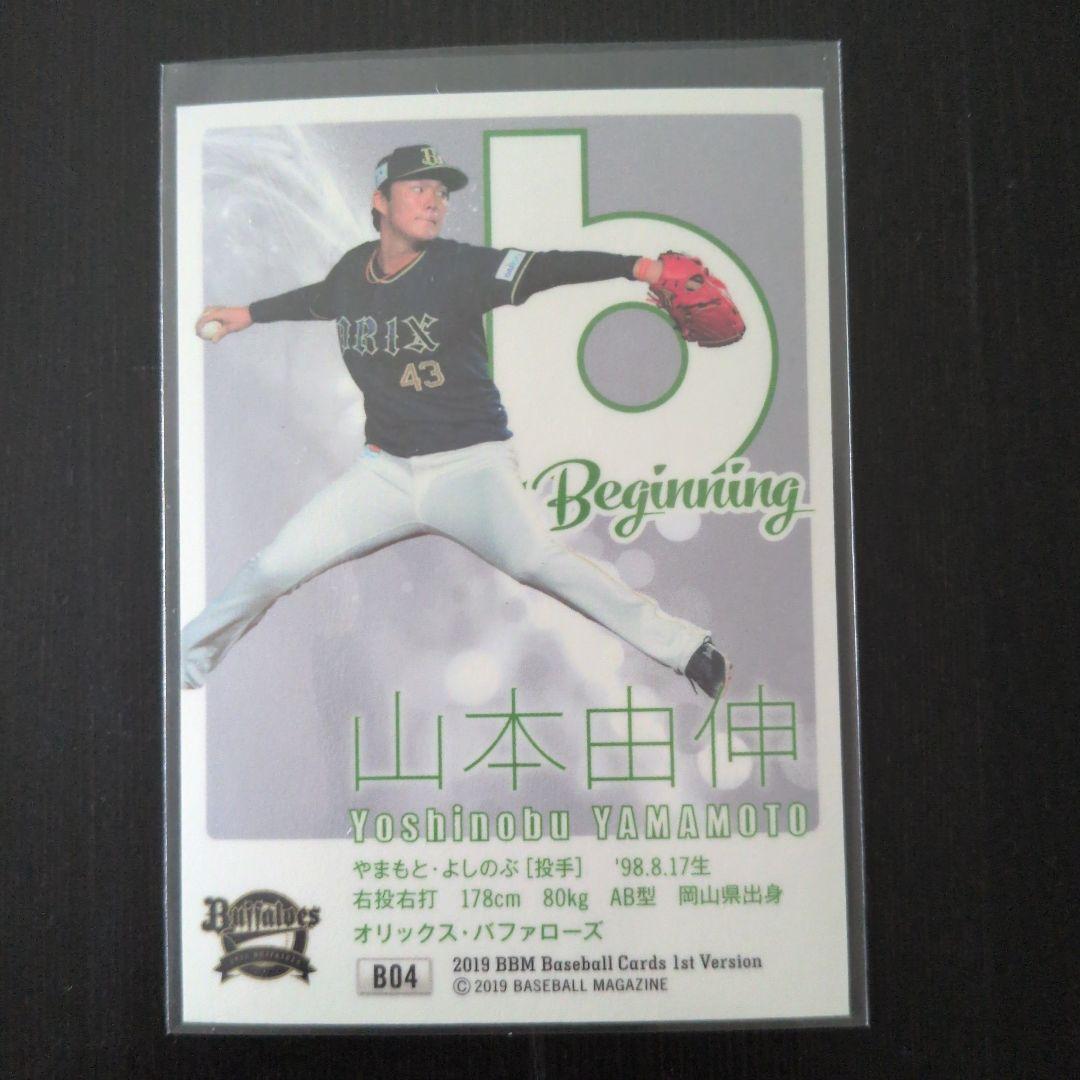 B
ORIX
43
b
Beginning
山本由伸
Yoshinobu YAMAMOTO
やまもと・よしのぶ [投手] '98.8.17生
右投右打 178cm 80kg AB型 岡山県出身
オリックス・バファローズ
Buffaloes
B04
2019 BBM Baseball Cards 1st Version
© 2019 BASEBALL MAGAZINE